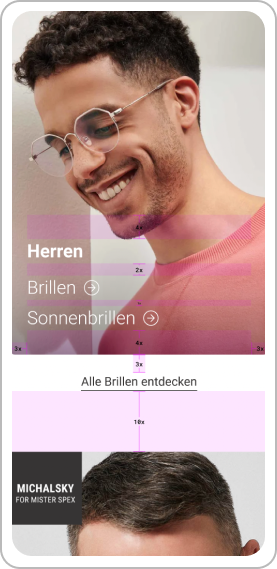 4x
Herren
2x
Brillen
Sonnenbrillen
4x
3x
3x
3x
Alle Brillen entdecken
10x
MICHALSKY
FOR MISTER SPEX